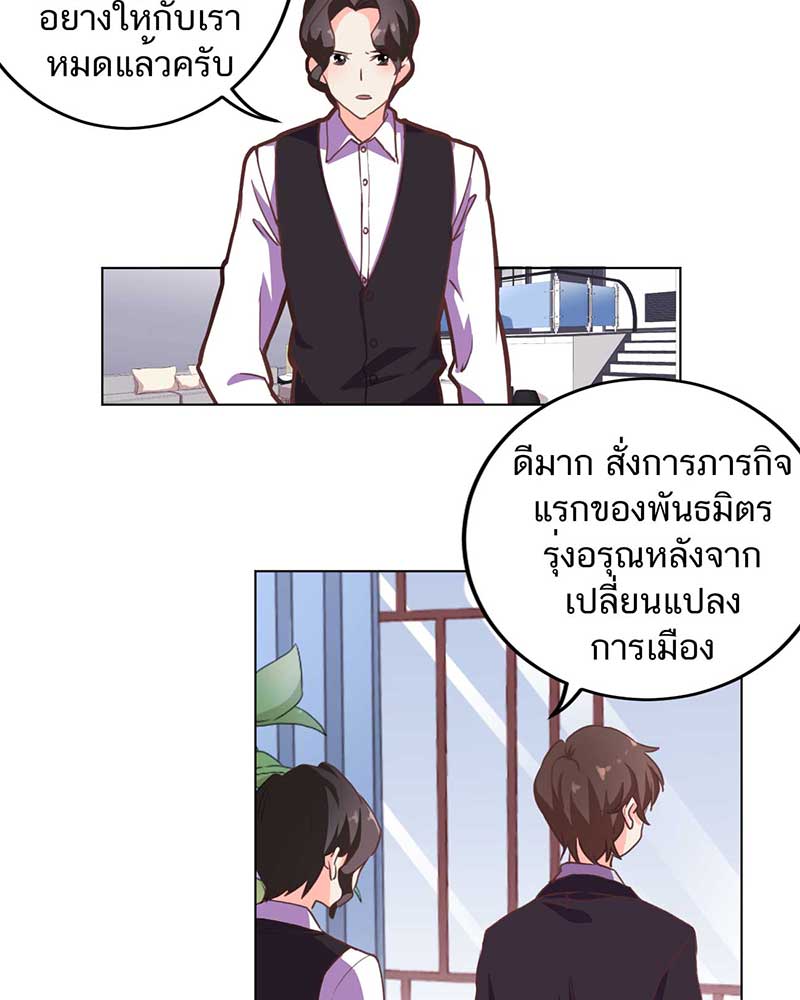 อยางใหกับเรา
หมดแล้วครับ
ดีมาก สั่งการภารกิจ
แรกของพันธมิตร
รุ่งอรุณหลังจาก
เปลี่ยนแปลง
การเมือง